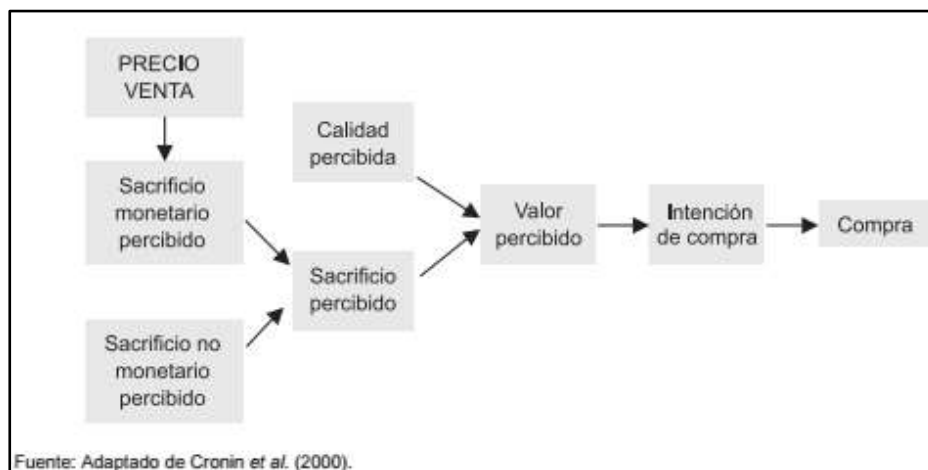 PRECIO
VENTA
Sacrificio
monetario
percibido
Sacrificio no
monetario
percibido
Calidad
percibida
Sacrificio
percibido
Valor
percibido
Intención
de compra
Compra
Fuente: Adaptado de Cronin et al. (2000).